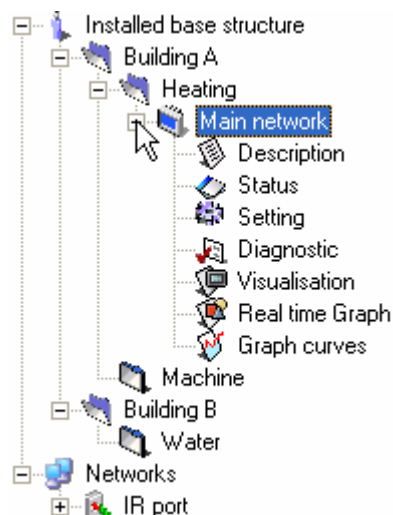 Installed base structure
Building A
Heating
Main network
Description
Status
Setting
Diagnostic
Visualisation
Real time Graph
Graph curves
Machine
Building B
Water
Networks
IR port